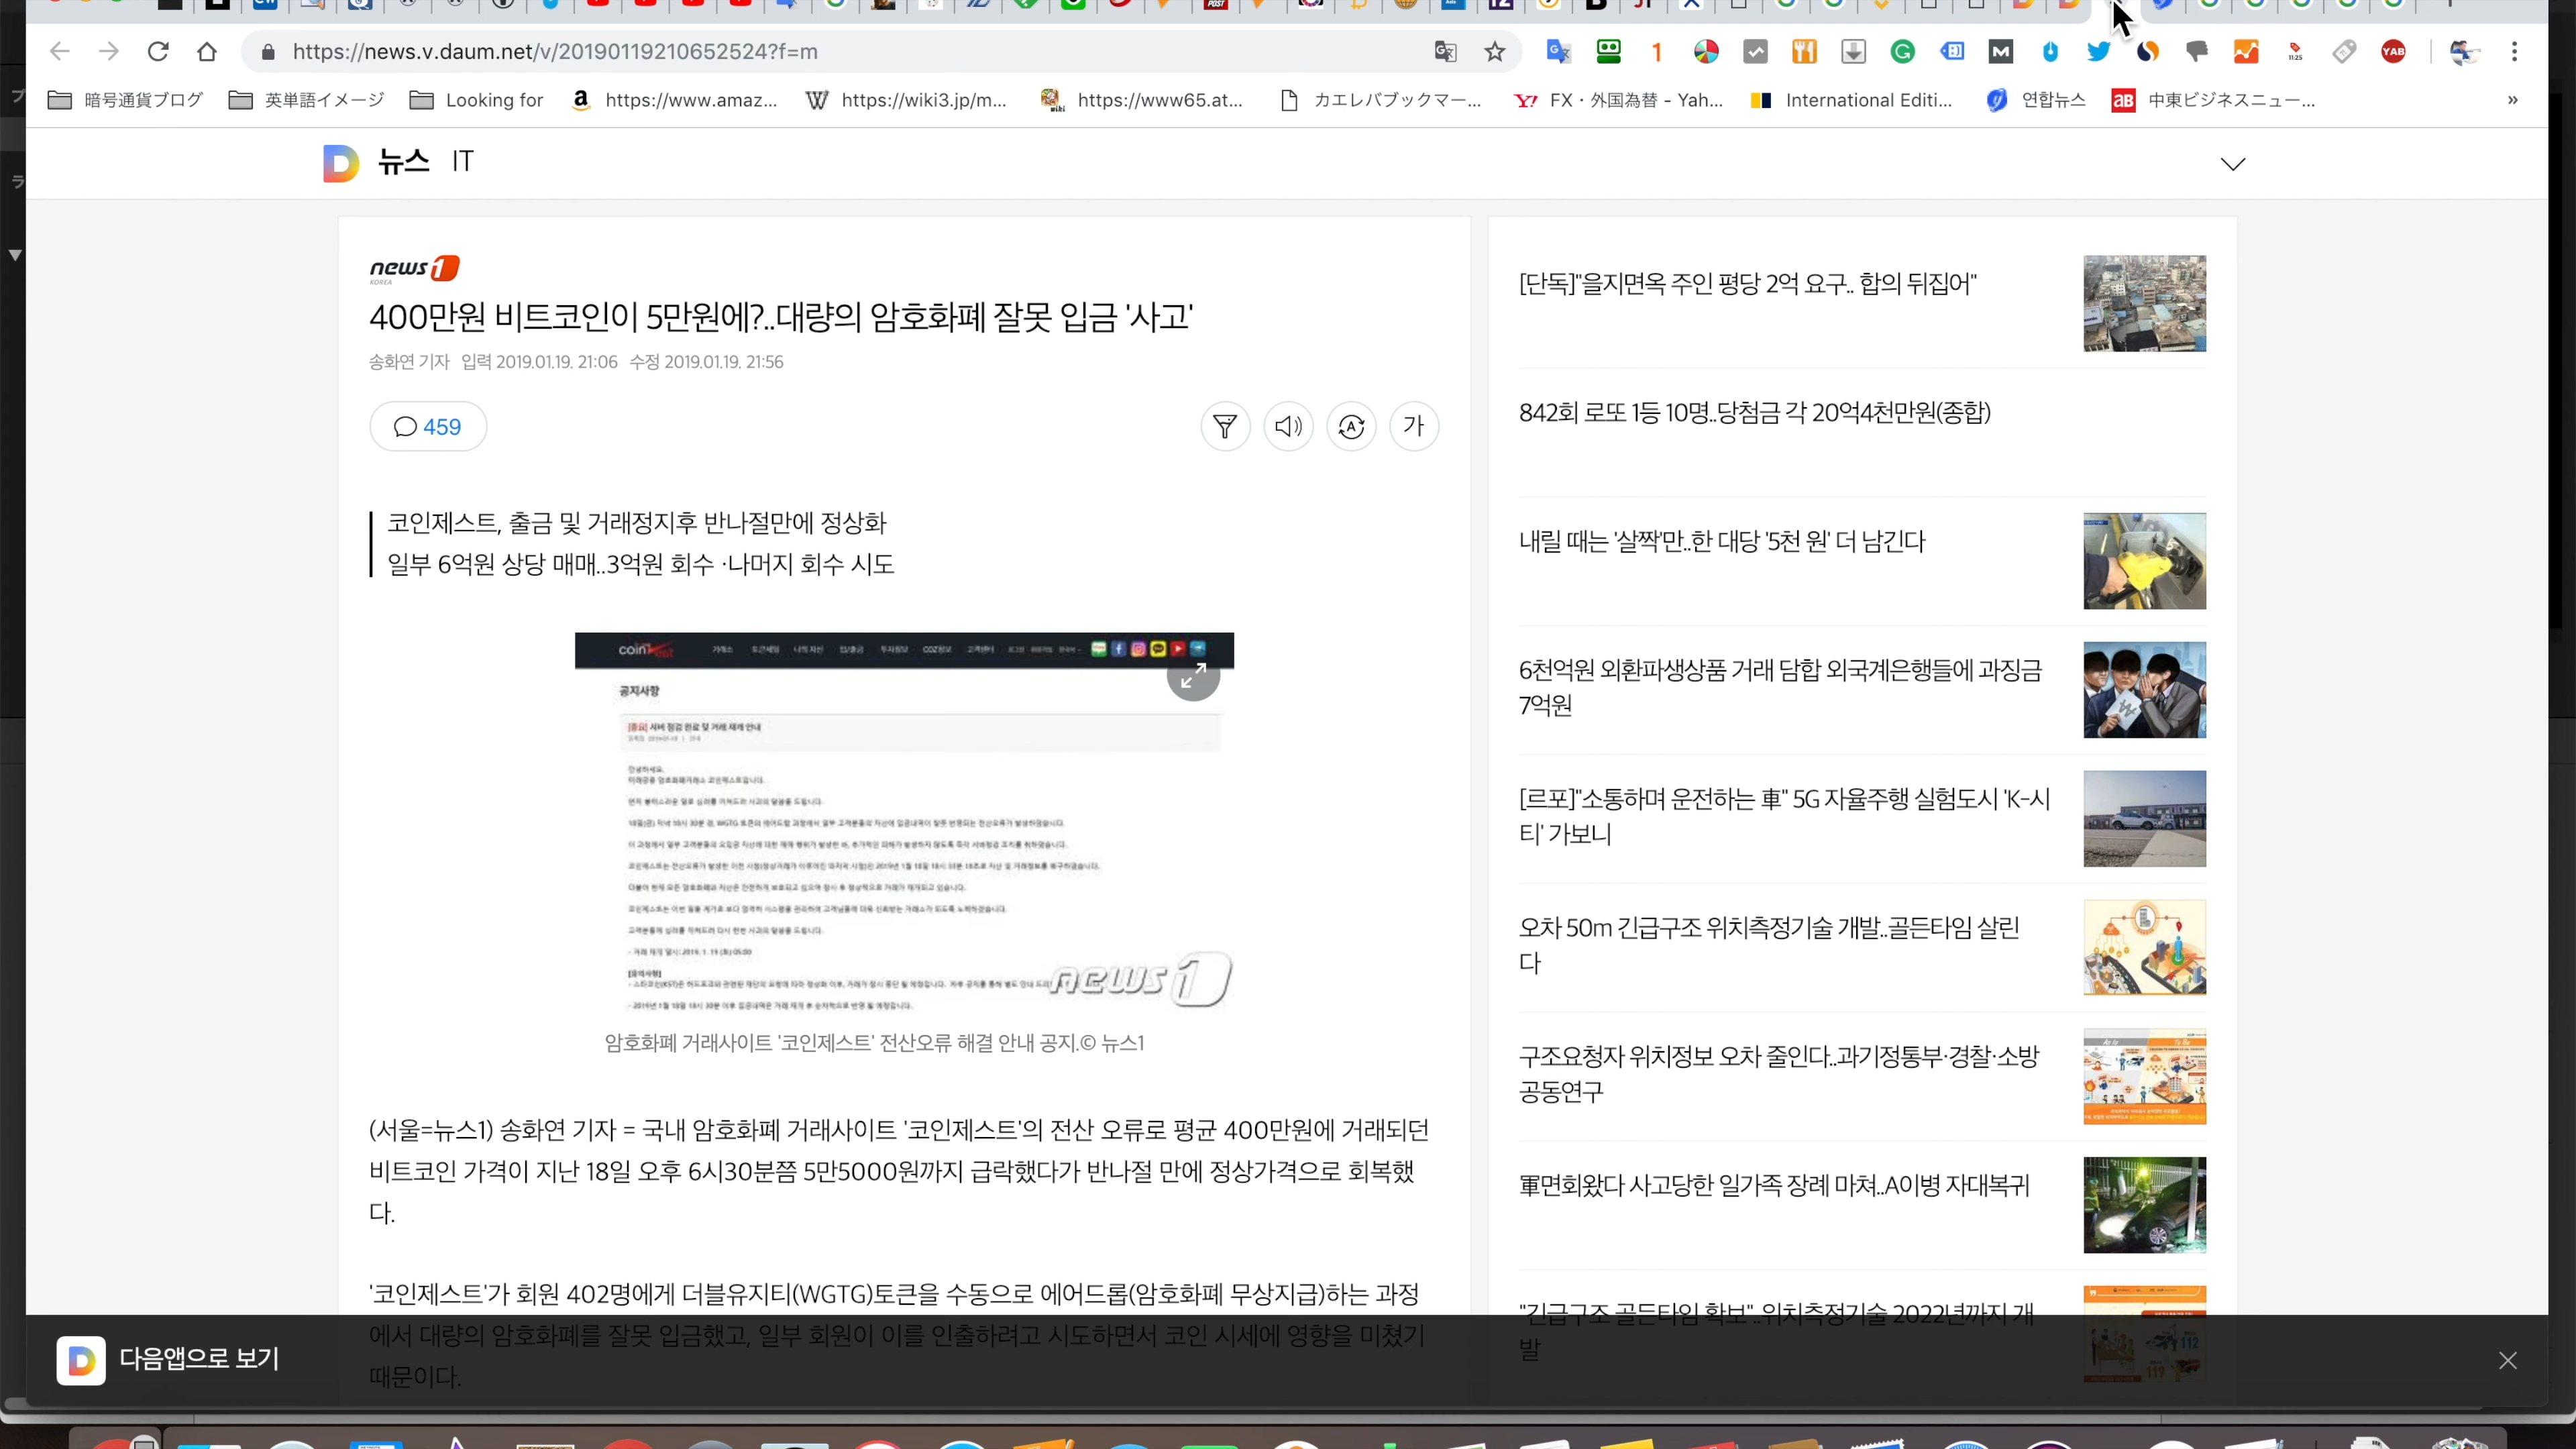 https://news.v.daum.net/v/20190119210652524?f=m
暗号通貨ブログ
英単語イメージ
Looking for
https://www.amaz...
https://wiki3.jp/m...
https://www65.at...
カエレバブックマー...
FX・外国為替 - Yah...
International Editi...
연합뉴스
中東ビジネスニュー...
뉴스 IT
news1
KOREA
400만원 비트코인이 5만원에?..대량의 암호화폐 잘못 입금 '사고'
송화연 기자 입력 2019.01.19. 21:06 수정 2019.01.19. 21:56
459
가
코인제스트, 출금 및 거래정지후 반나절만에 정상화
일부 6억원 상당 매매..3억원 회수 ·나머지 회수 시도
공지사항
[중요] 서버 점검 완료 및 거래 재개 안내
안녕하세요.
news1
암호화폐 거래사이트 '코인제스트' 전산오류 해결 안내 공지.© 뉴스1
(서울=뉴스1) 송화연 기자 = 국내 암호화폐 거래사이트 '코인제스트'의 전산 오류로 평균 400만원에 거래되던
비트코인 가격이 지난 18일 오후 6시30분쯤 5만5000원까지 급락했다가 반나절 만에 정상가격으로 회복했
다.
'코인제스트'가 회원 402명에게 더블유지티(WGTG)토큰을 수동으로 에어드롭(암호화폐 무상지급)하는 과정
에서 대량의 암호화폐를 잘못 입금했고, 일부 회원이 이를 인출하려고 시도하면서 코인 시세에 영향을 미쳤기
때문이다.
[단독]"을지면옥 주인 평당 2억 요구.. 합의 뒤집어"
842회 로또 1등 10명..당첨금 각 20억4천만원(종합)
내릴 때는 '살짝'만..한 대당 '5천 원' 더 남긴다
6천억원 외환파생상품 거래 담합 외국계은행들에 과징금
7억원
[르포]"소통하며 운전하는 車" 5G 자율주행 실험도시 'K-시
티' 가보니
오차 50m 긴급구조 위치측정기술 개발..골든타임 살린
다
구조요청자 위치정보 오차 줄인다..과기정통부·경찰·소방
공동연구
軍면회왔다 사고당한 일가족 장례 마쳐..A이병 자대복귀
"긴급구조 골든타임 확보"..위치측정기술 2022년까지 개
발
다음앱으로 보기